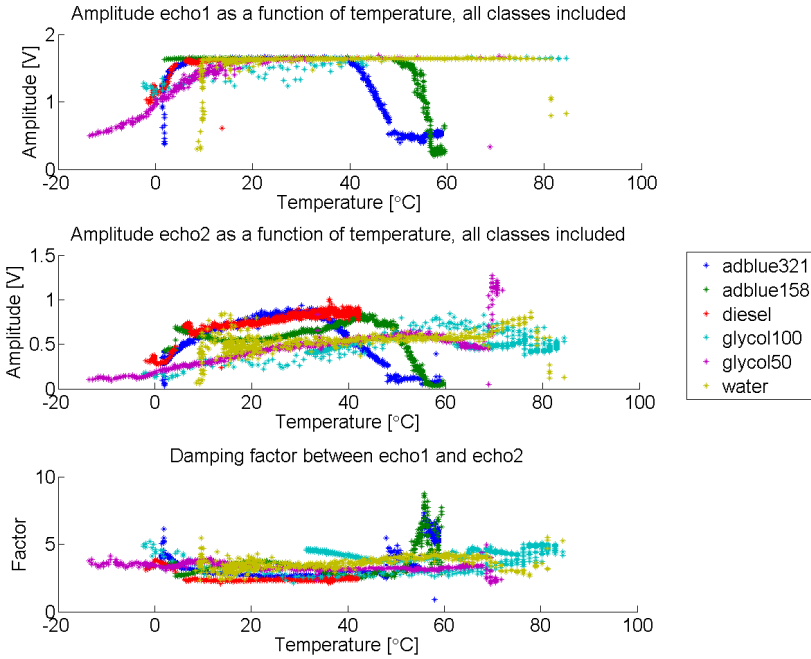 Amplitude echo1 as a function of temperature, all classes included
2
1
0
Amplitude [V]
-20 0 20 40 60 80 100
Temperature [°C]
Amplitude echo2 as a function of temperature, all classes included
1.5
1
0.5
0
Amplitude [V]
-20 0 20 40 60 80 100
Temperature [°C]
adblue321
adblue158
diesel
glycol100
glycol50
water
Damping factor between echo1 and echo2
10
5
0
Factor
-20 0 20 40 60 80 100
Temperature [°C]